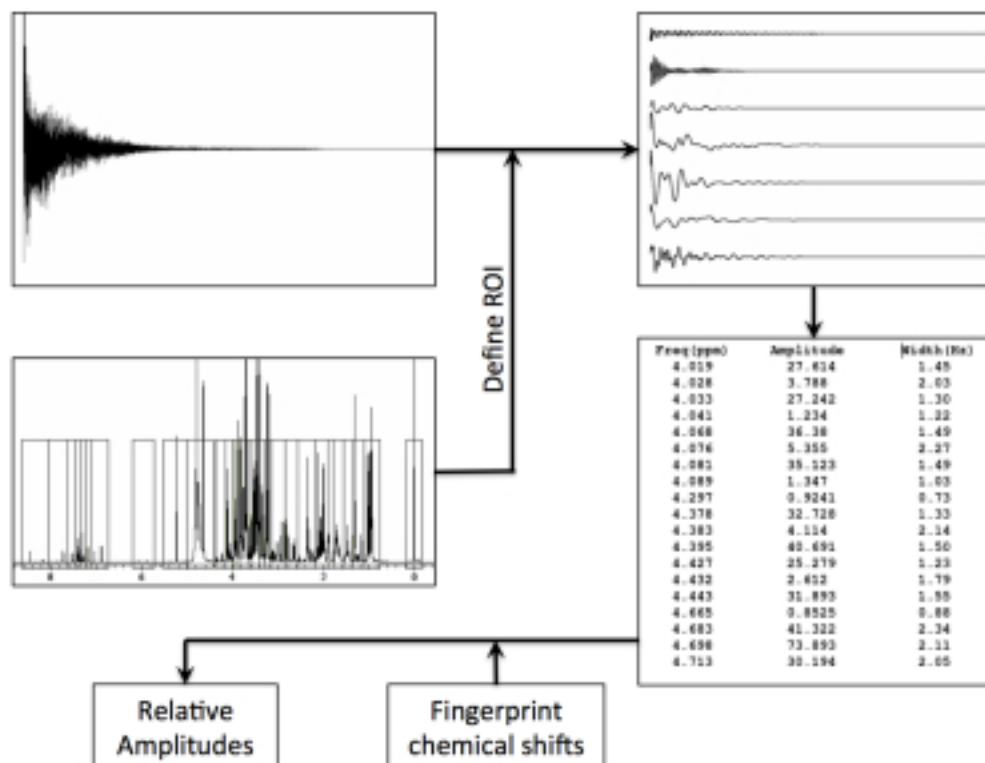 Define ROI
8 6 4 2 0
Freq(ppm) Amplitude Width(Hz)
4.019 27.614 1.45
4.028 3.788 2.03
4.033 27.242 1.30
4.041 1.234 1.22
4.068 36.38 1.49
4.076 5.355 2.27
4.081 35.123 1.49
4.089 1.347 1.03
4.297 0.9241 0.73
4.378 32.728 1.33
4.383 4.114 2.14
4.395 40.691 1.50
4.427 25.279 1.23
4.432 2.612 1.79
4.443 31.893 1.55
4.665 0.8525 0.88
4.683 41.322 2.34
4.698 73.893 2.11
4.713 30.194 2.05
Relative
Amplitudes
Fingerprint
chemical shifts